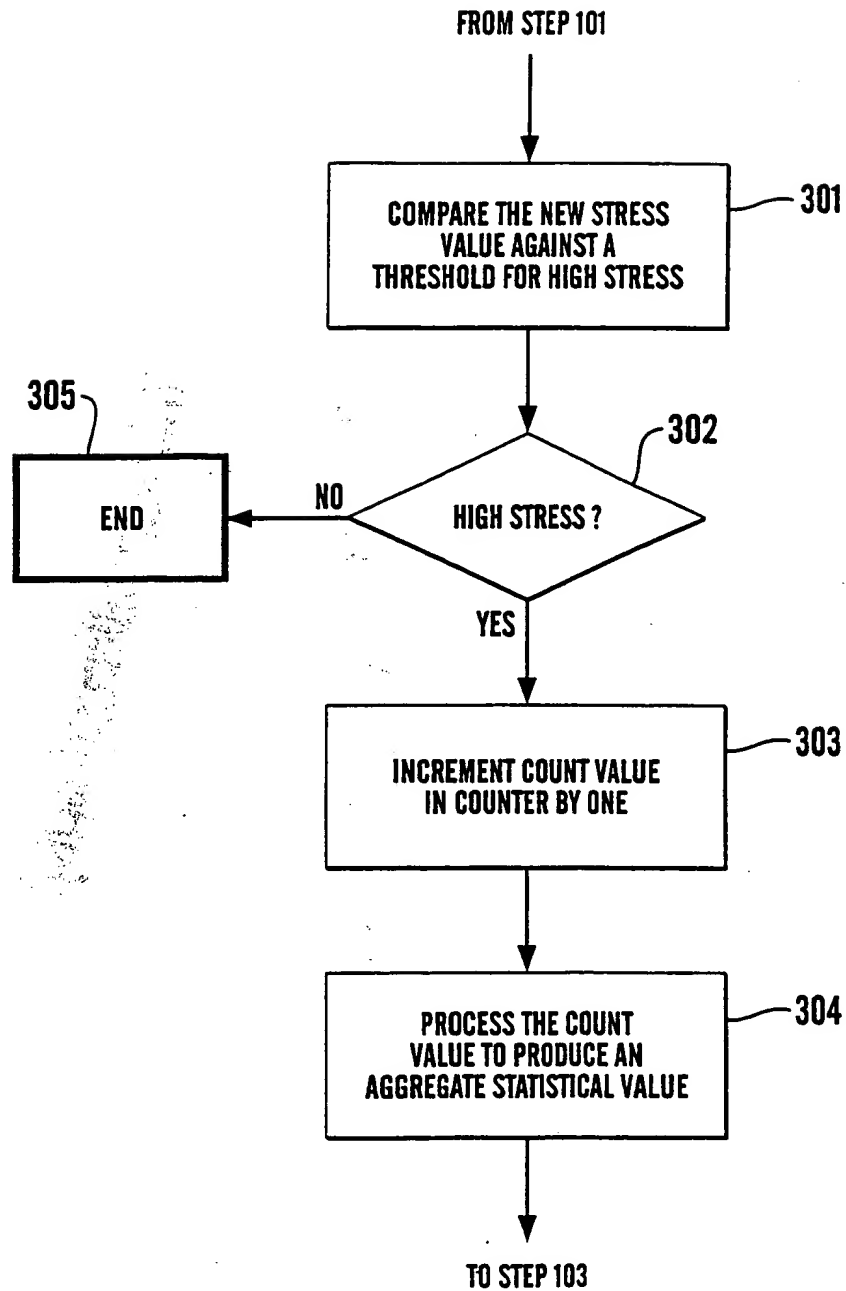 FROM STEP 101
COMPARE THE NEW STRESS
VALUE AGAINST A
THRESHOLD FOR HIGH STRESS
301
305
302
END
NO
HIGH STRESS ?
YES
303
INCREMENT COUNT VALUE
IN COUNTER BY ONE
304
PROCESS THE COUNT
VALUE TO PRODUCE AN
AGGREGATE STATISTICAL VALUE
TO STEP 103